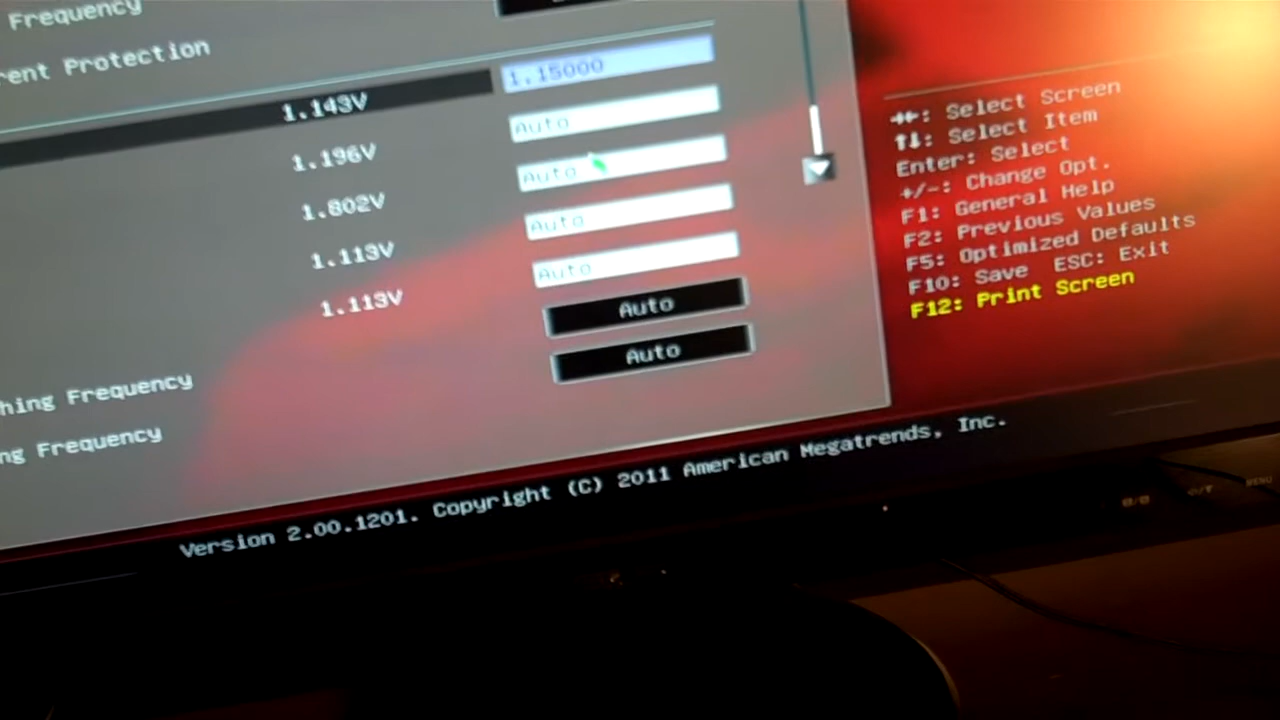 Frequency
rent Protection
1.143V 1.15000
1.196V Auto
1.802V Auto
1.113V Auto
1.113V Auto
hing Frequency Auto
ng Frequency Auto
→←: Select Screen
↑↓: Select Item
Enter: Select
+/-: Change Opt.
F1: General Help
F2: Previous Values
F5: Optimized Defaults
F10: Save ESC: Exit
F12: Print Screen
Version 2.00.1201. Copyright (C) 2011 American Megatrends, Inc.
MENU